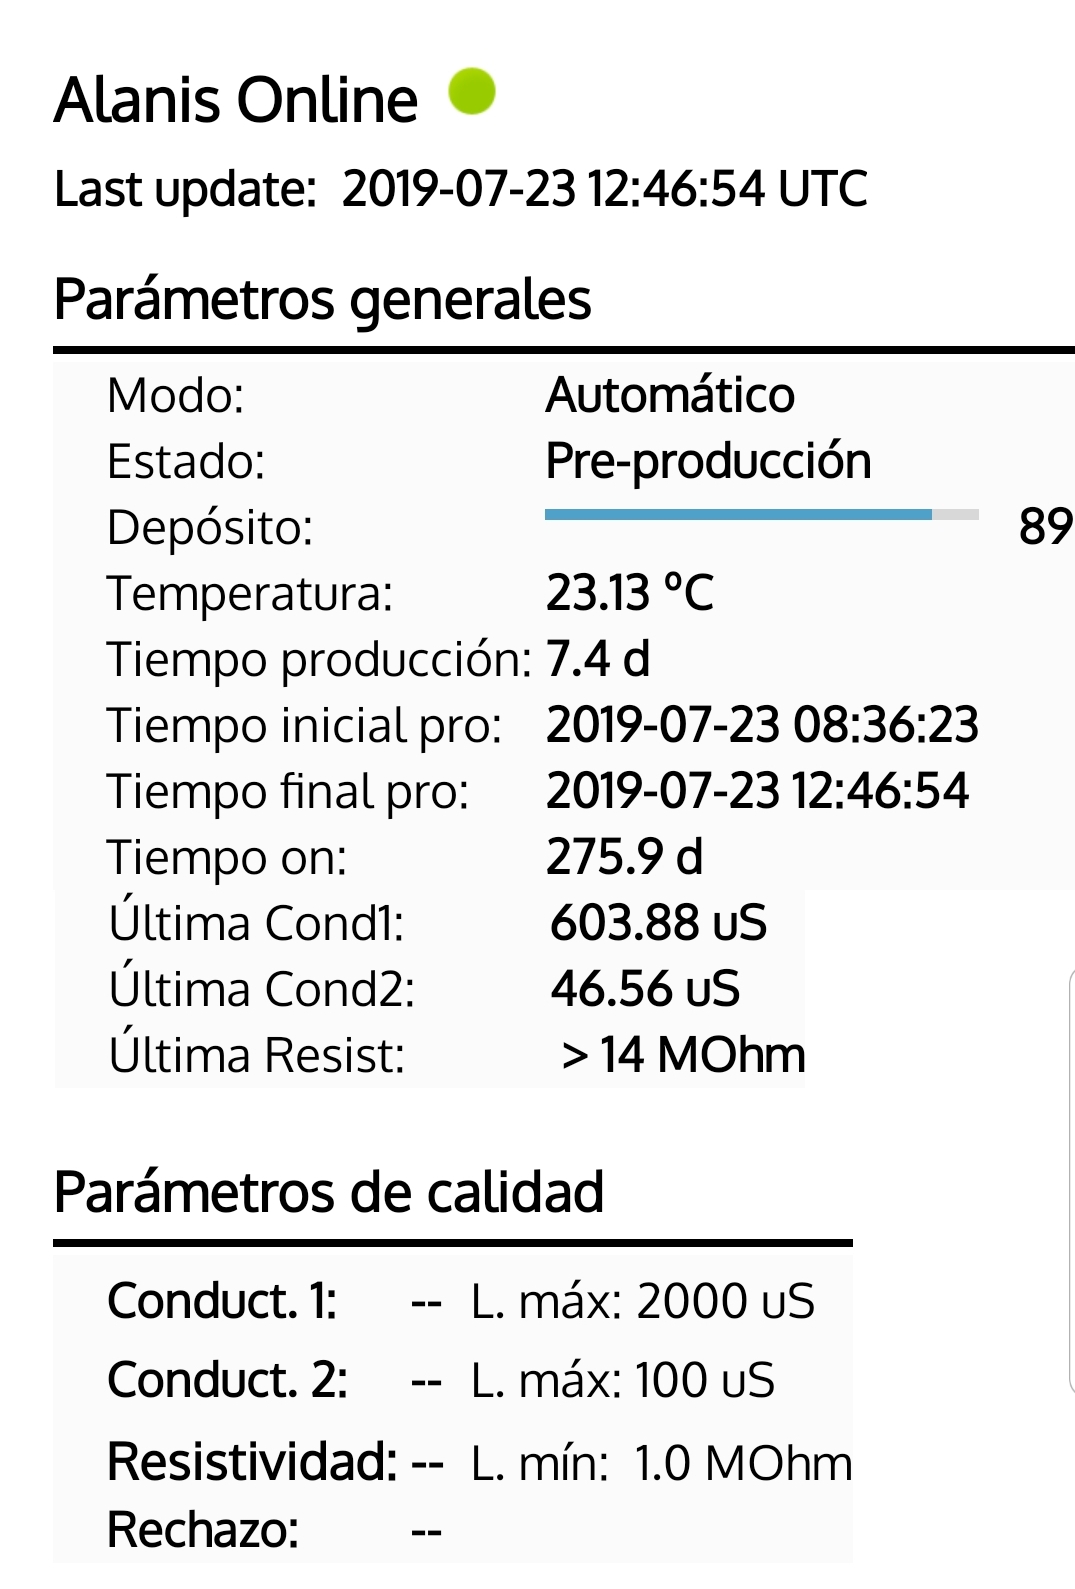 Alanis Online
Last update: 2019-07-23 12:46:54 UTC
Parámetros generales
Modo: Automático
Estado: Pre-producción
Depósito: 89
Temperatura: 23.13 ºC
Tiempo producción: 7.4 d
Tiempo inicial pro: 2019-07-23 08:36:23
Tiempo final pro: 2019-07-23 12:46:54
Tiempo on: 275.9 d
Última Cond1: 603.88 uS
Última Cond2: 46.56 uS
Última Resist: > 14 MOhm
Parámetros de calidad
Conduct. 1: -- L. máx: 2000 uS
Conduct. 2: -- L. máx: 100 uS
Resistividad: -- L. mín: 1.0 MOhm
Rechazo: --